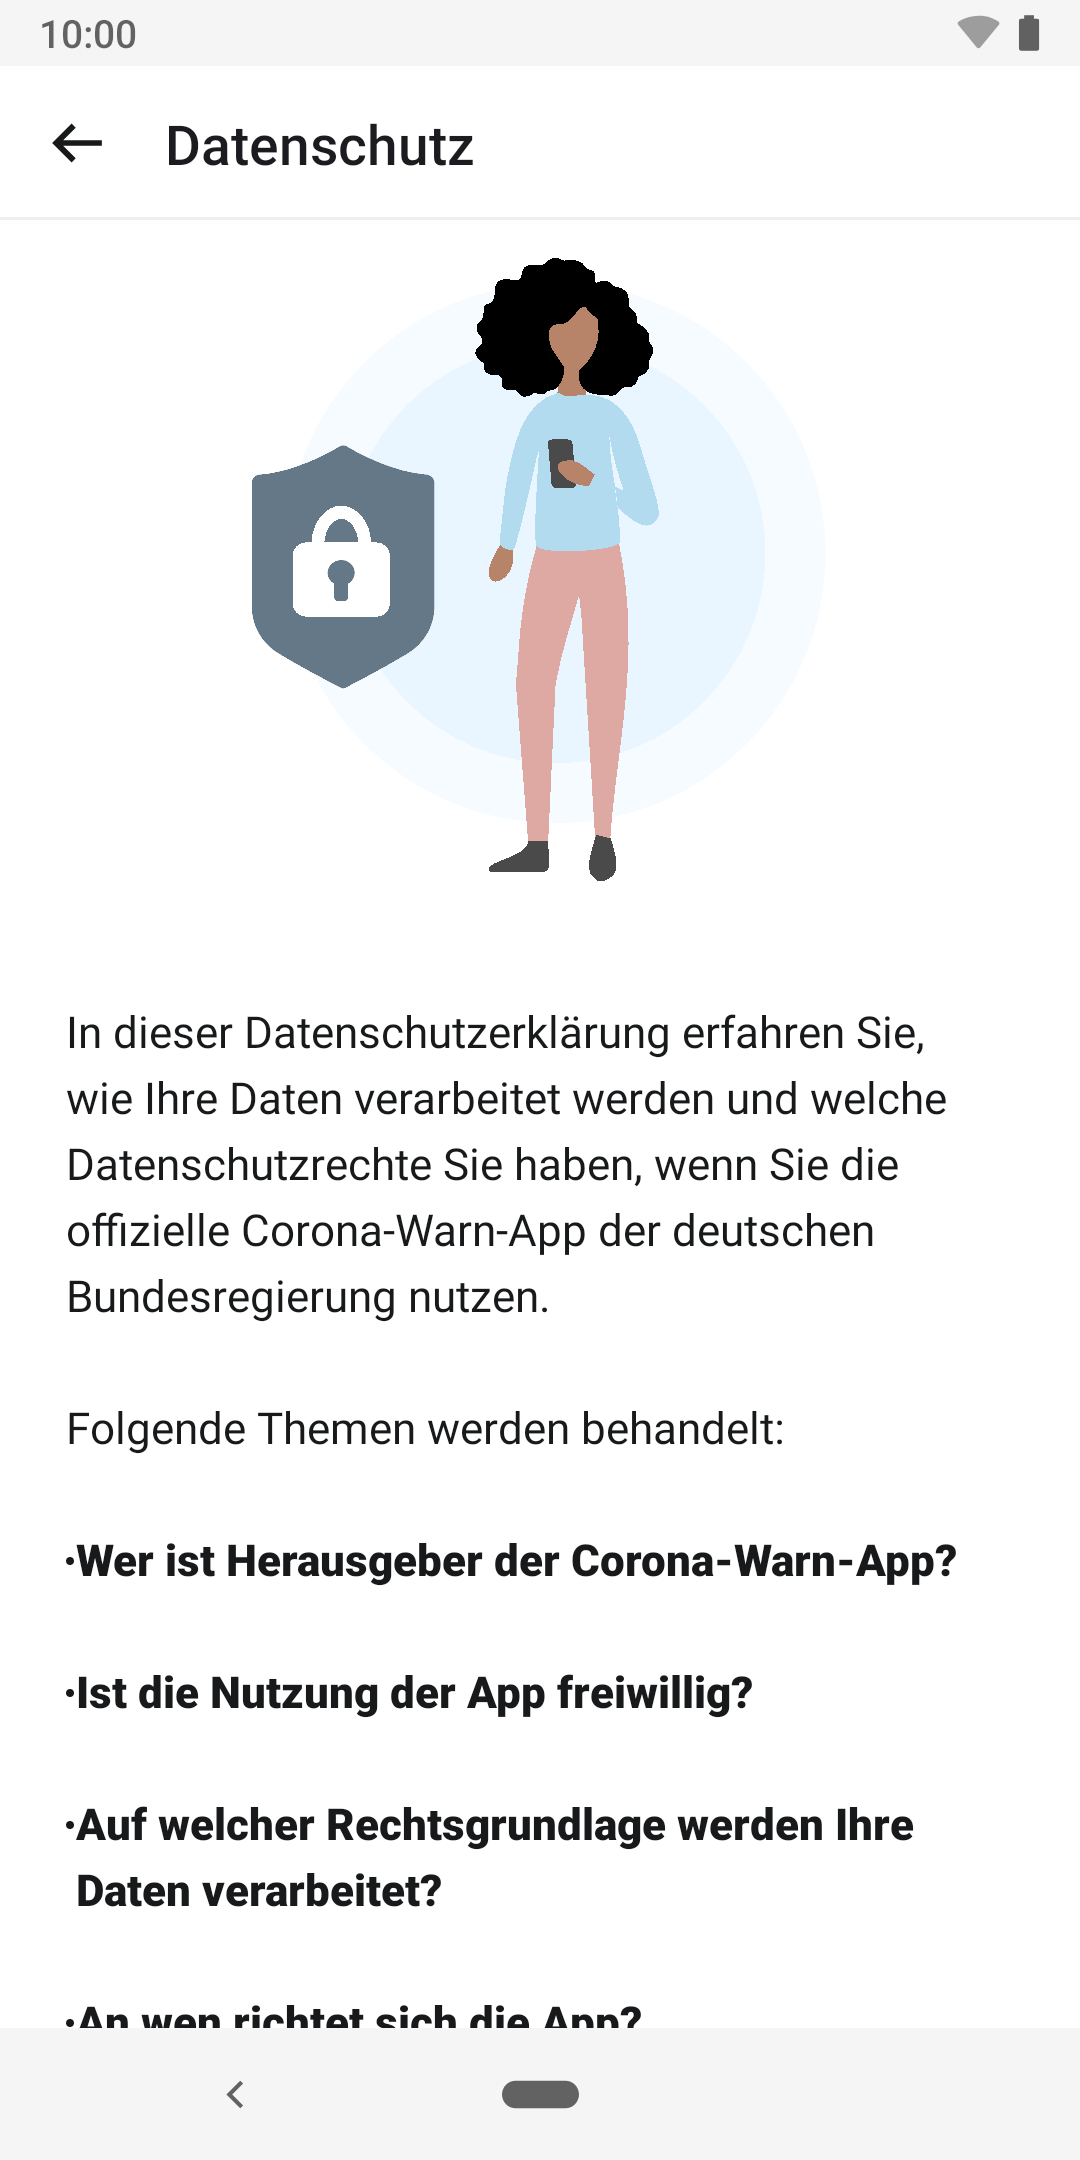 10:00
Datenschutz
In dieser Datenschutzerklärung erfahren Sie,
wie Ihre Daten verarbeitet werden und welche
Datenschutzrechte Sie haben, wenn Sie die
offizielle Corona-Warn-App der deutschen
Bundesregierung nutzen.
Folgende Themen werden behandelt:
·Wer ist Herausgeber der Corona-Warn-App?
·Ist die Nutzung der App freiwillig?
·Auf welcher Rechtsgrundlage werden Ihre
Daten verarbeitet?
·An wen richtet sich die App?